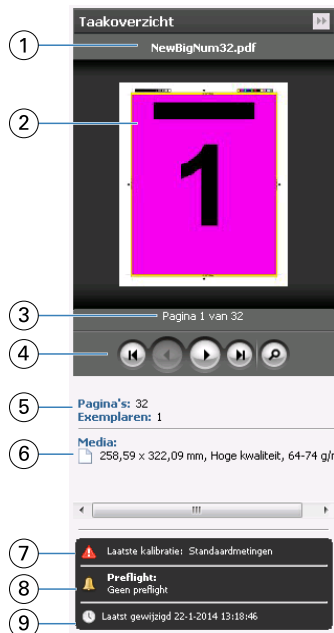 Taakoverzicht
1
NewBigNum32.pdf
2
1
3
Pagina 1 van 32
4
5
Pagina's: 32
Exemplaren: 1
6
Media:
258,59 x 322,09 mm, Hoge kwaliteit, 64-74 g/r
7
Laatste kalibratie: Standaardmetingen
8
Preflight:
Geen preflight
9
Laatst gewijzigd 22-1-2014 13:18:46